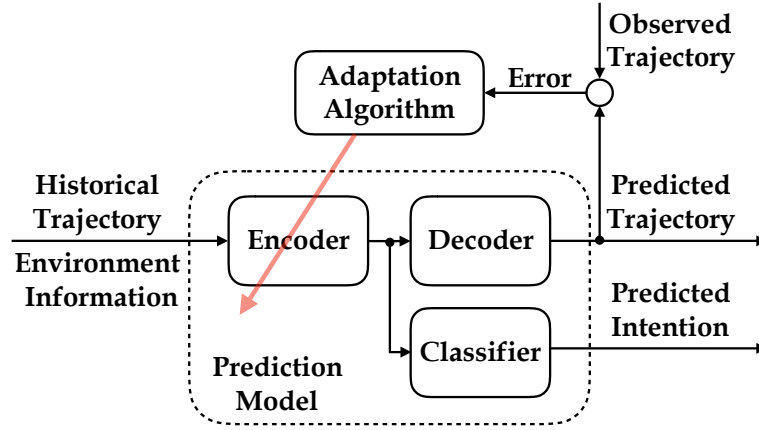 Observed
Trajectory
Adaptation
Algorithm
Error
Historical
Trajectory
Environment
Information
Encoder
Decoder
Predicted
Trajectory
Predicted
Intention
Classifier
Prediction
Model